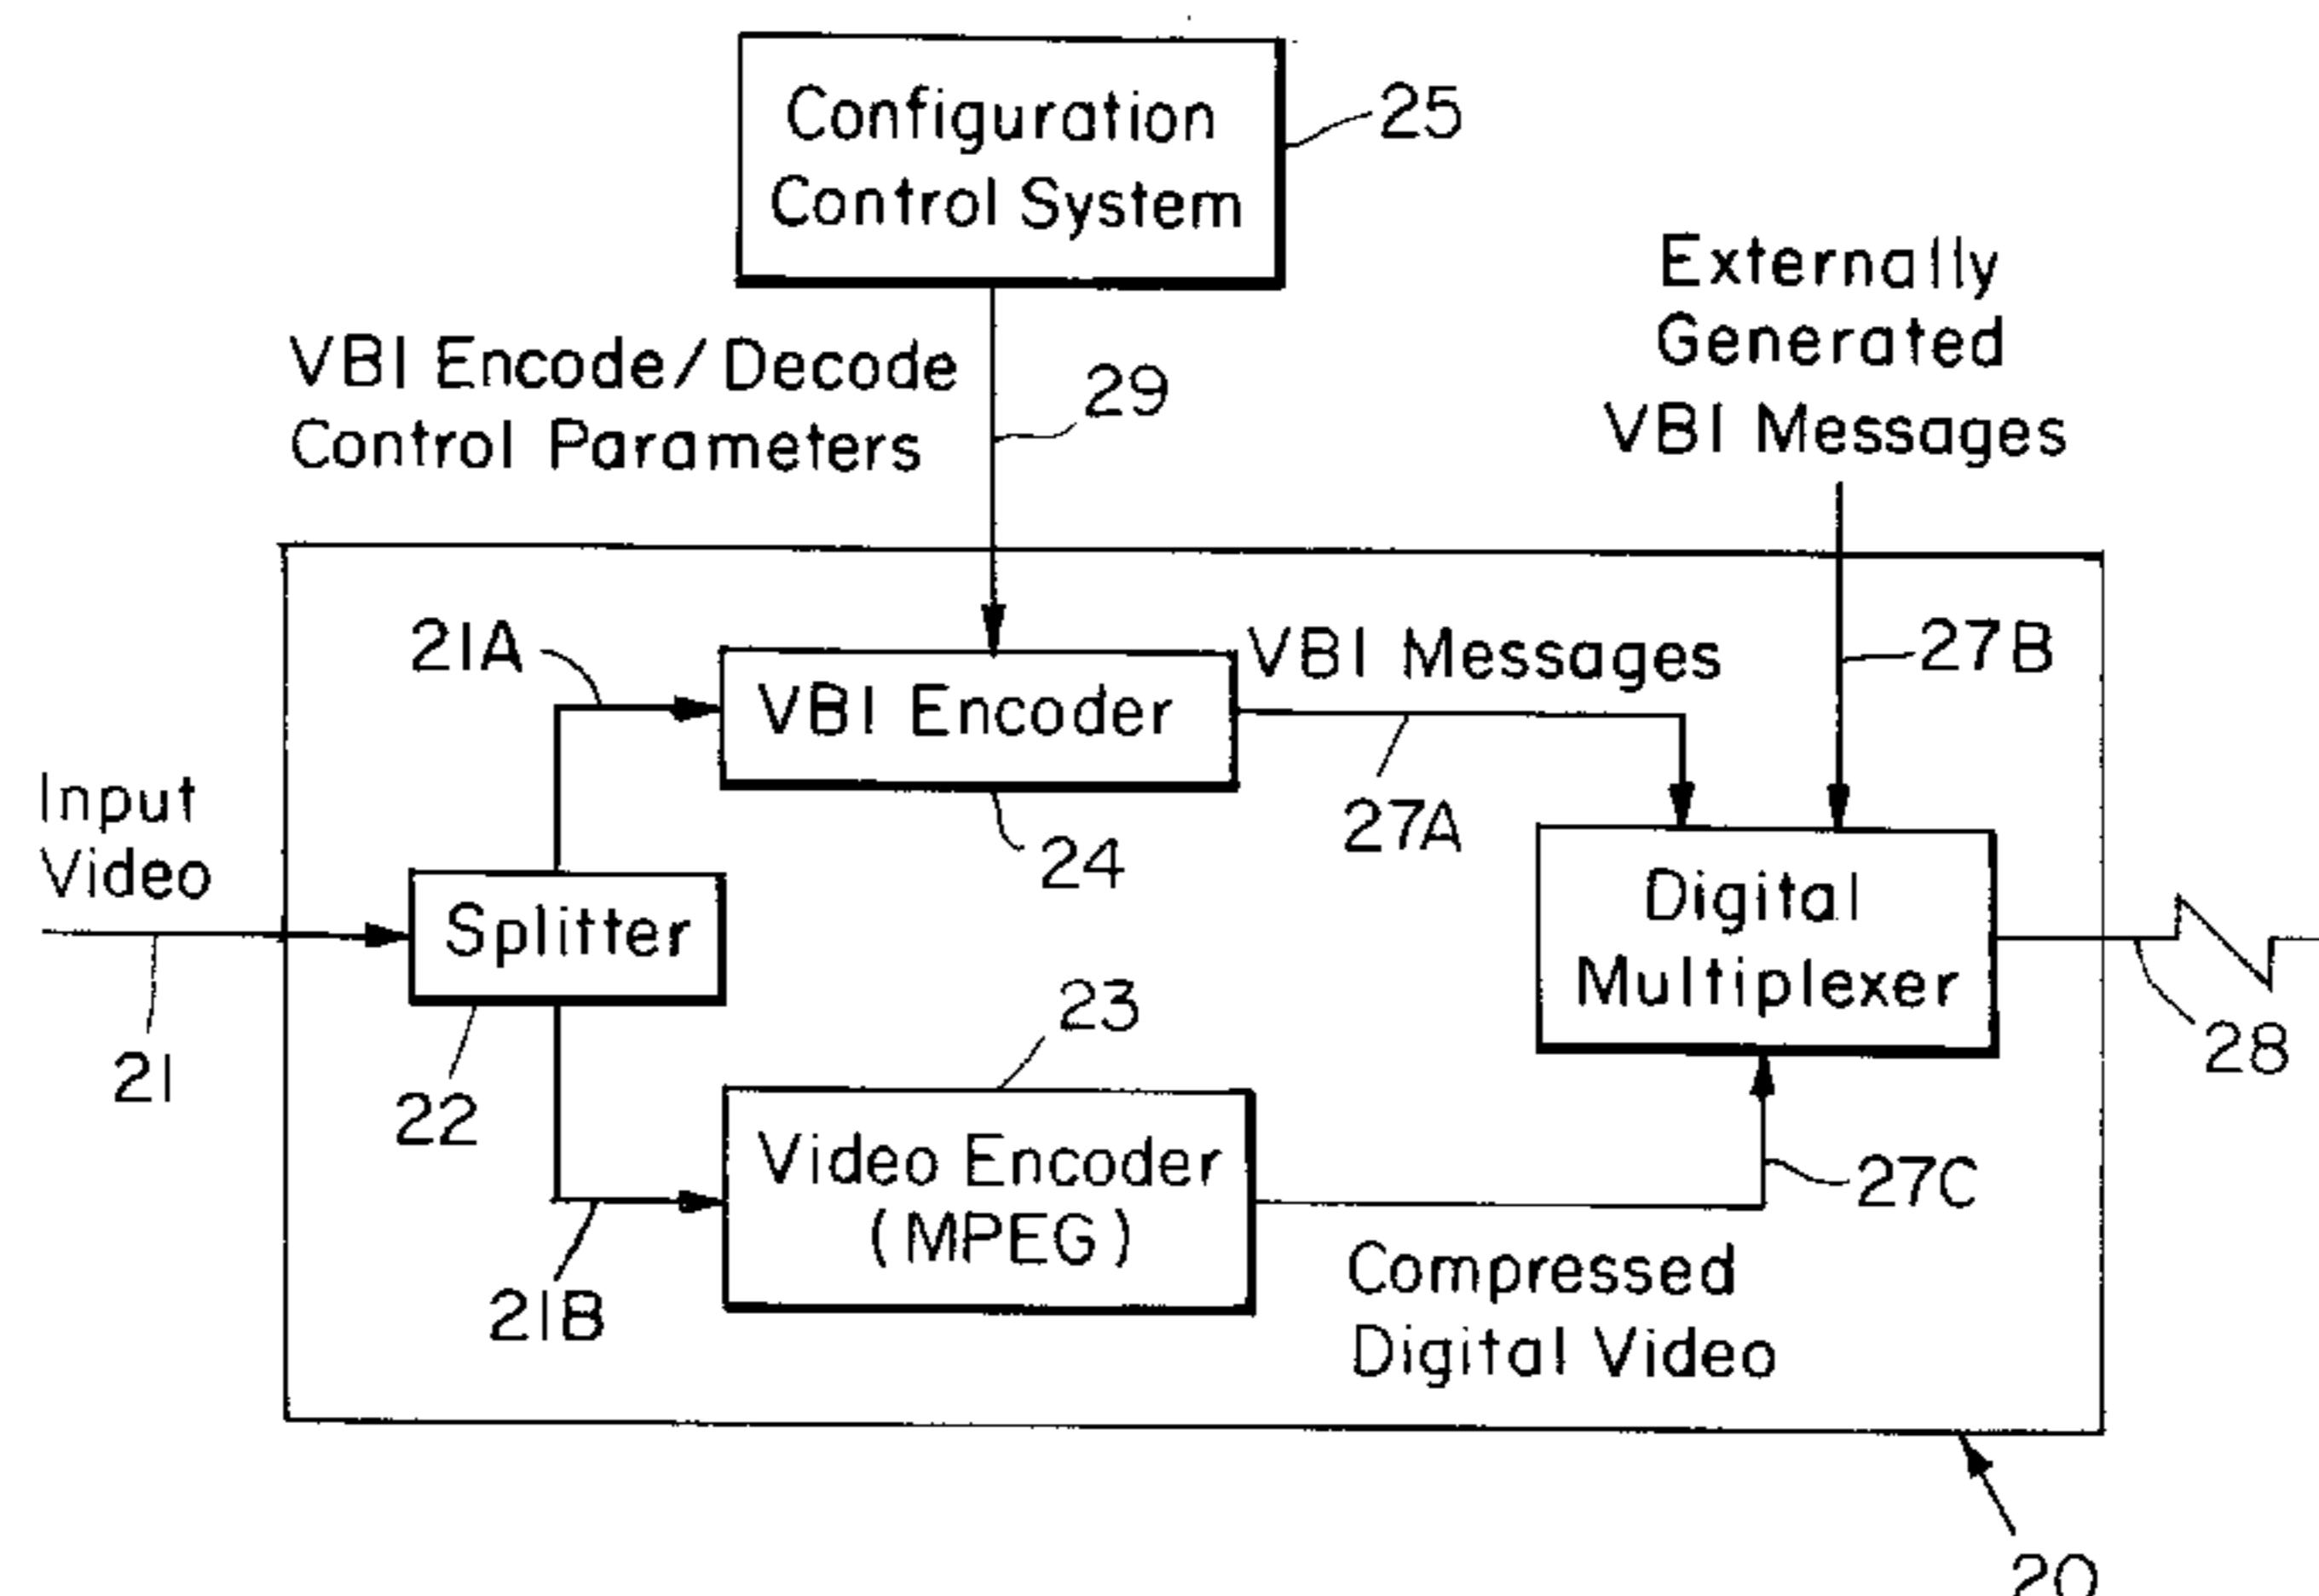 Configuration
Control System
25
Externally
Generated
VBI Messages
VBI Encode/Decode
Control Parameters
29
21A
VBI Encoder
VBI Messages
27B
27A
24
Input
Video
Splitter
Digital
Multiplexer
21
22
23
28
Video Encoder
(MPEG)
27C
21B
Compressed
Digital Video
20